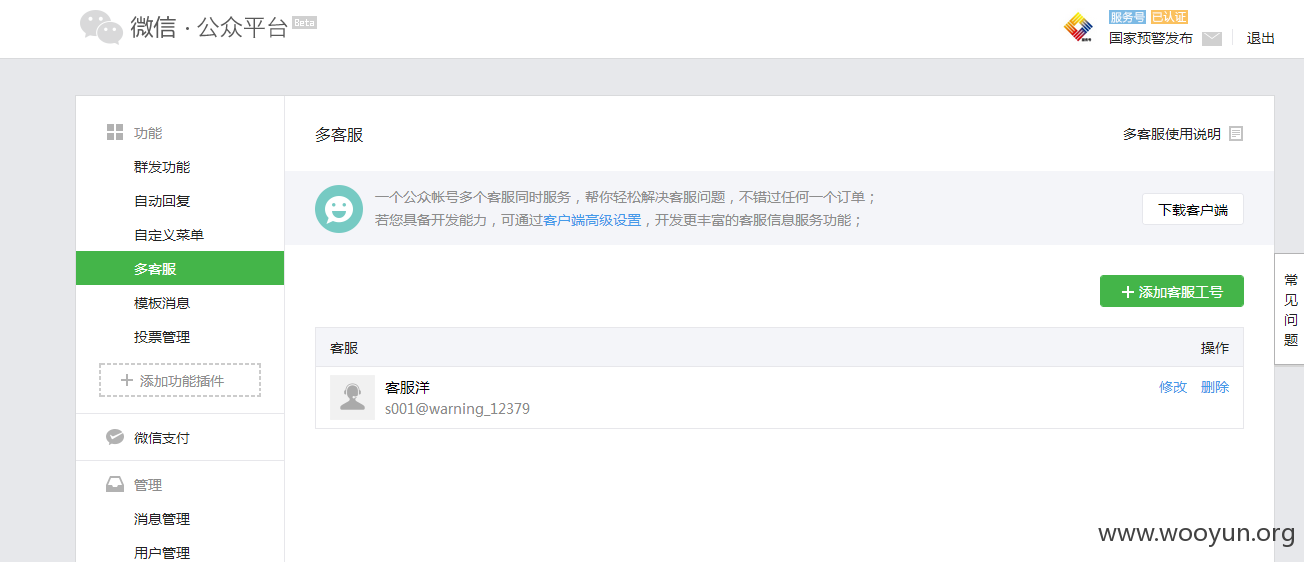 微信 · 公众平台 Beta
服务号 已认证
国家预警发布
退出
功能
群发功能
自动回复
自定义菜单
多客服
模板消息
投票管理
添加功能插件
微信支付
管理
消息管理
用户管理
多客服
多客服使用说明
一个公众帐号多个客服同时服务，帮你轻松解决客服问题，不错过任何一个订单；
若您具备开发能力，可通过客户端高级设置，开发更丰富的客服信息服务功能；
下载客户端
添加客服工号
客服
操作
客服洋
修改 删除
s001@warning_12379
常见问题
www.wooyun.org